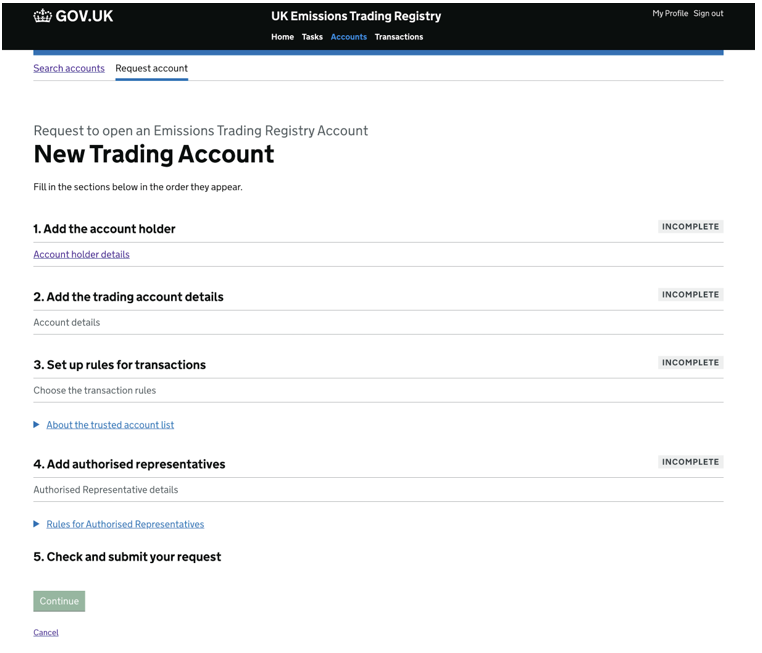 GOV.UK
UK Emissions Trading Registry
My Profile Sign out
Home Tasks Accounts Transactions
Search accounts Request account
Request to open an Emissions Trading Registry Account
New Trading Account
Fill in the sections below in the order they appear.
1. Add the account holder INCOMPLETE
Account holder details
2. Add the trading account details INCOMPLETE
Account details
3. Set up rules for transactions INCOMPLETE
Choose the transaction rules
About the trusted account list
4. Add authorised representatives INCOMPLETE
Authorised Representative details
Rules for Authorised Representatives
5. Check and submit your request
Continue
Cancel